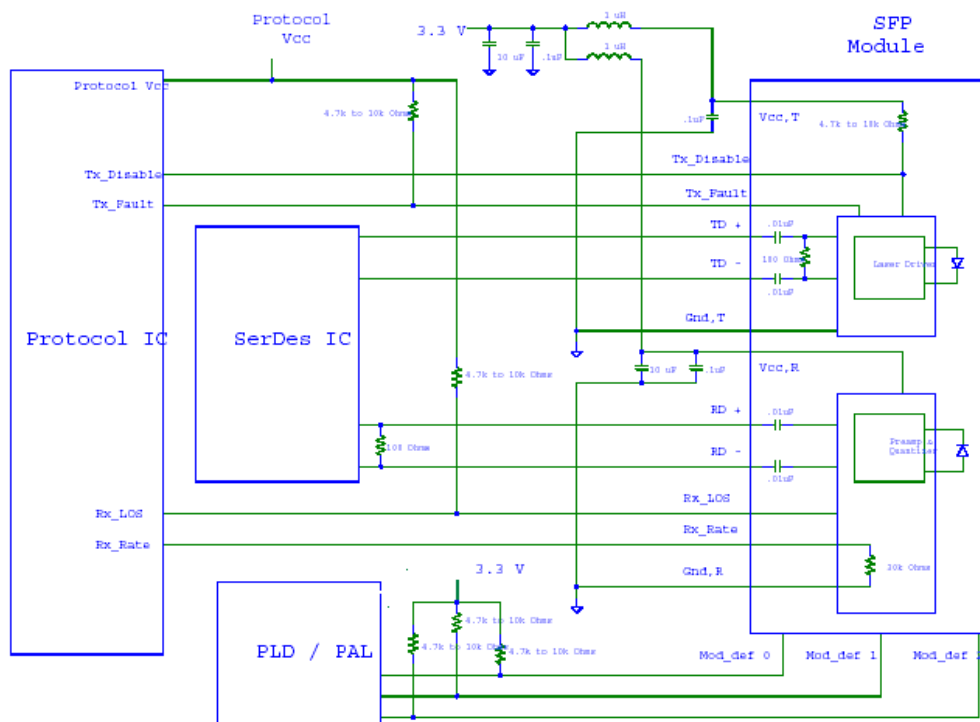 Protocol
Vcc
3.3 V
1 uH
1 uH
10 uF
.1uF
SFP
Module
Protocol Vcc
4.7k to 10k Ohms
.1uF
Vcc,T
4.7k to 10k Ohms
Tx_Disable
Tx_Disable
Tx_Fault
Tx_Fault
TD +
.01uF
100 Ohms
TD -
.01uF
Laser Driver
Gnd,T
Protocol IC
SerDes IC
4.7k to 10k Ohms
10 uF
.1uF
Vcc,R
RD +
.01uF
100 Ohms
RD -
.01uF
Preamp &
Quantizer
Rx_LOS
Rx_LOS
Rx_Rate
Rx_Rate
3.3 V
Gnd,R
30k Ohms
4.7k to 10k Ohms
4.7k to 10k Ohms
4.7k to 10k Ohms
PLD / PAL
Mod_def 0
Mod_def 1
Mod_def